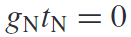 g_N t_N = 0